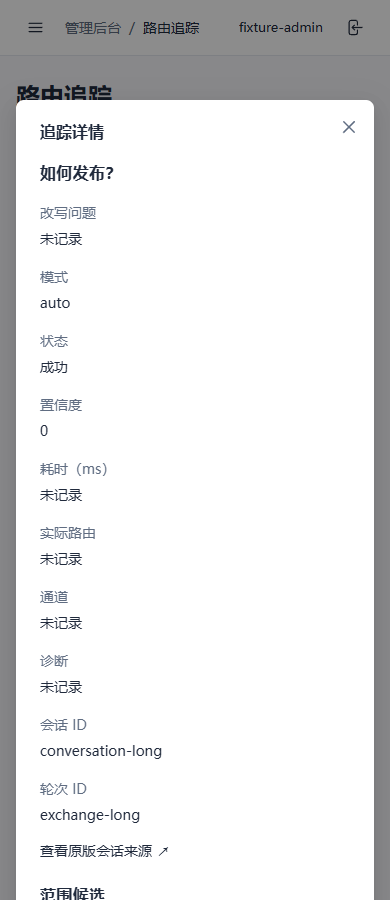 管理后台 / 路由追踪 fixture-admin
路由追踪
追踪详情
如何发布?
改写问题
未记录
模式
auto
状态
成功
置信度
0
耗时（ms）
未记录
实际路由
未记录
通道
未记录
诊断
未记录
会话 ID
conversation-long
轮次 ID
exchange-long
查看原版会话来源 ↗
范围候选